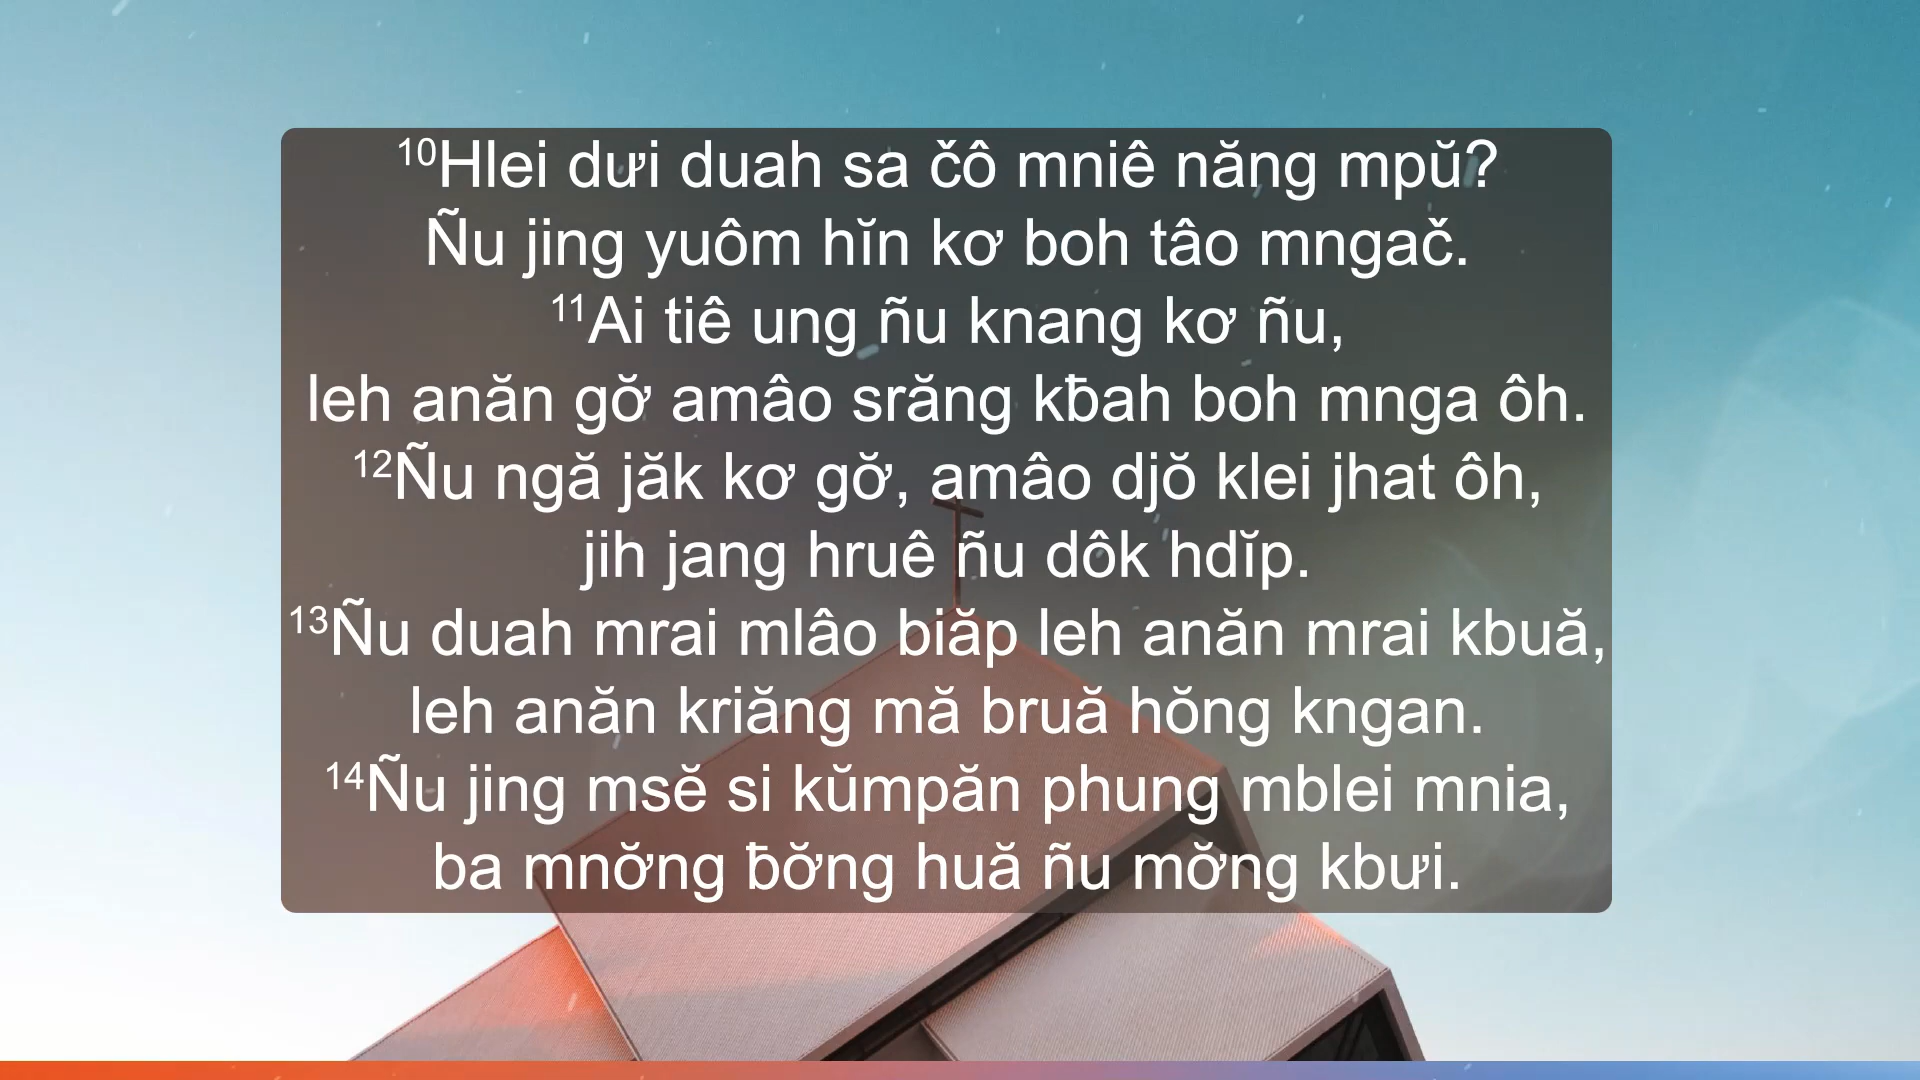 ¹⁰Hlei dưi duah sa čô mniê năng mpŭ?
Ñu jing yuôm hĭn kơ boh tâo mngač.
¹¹Ai tiê ung ñu knang kơ ñu,
leh anăn gơ̆ amâo srăng kƀah boh mnga ôh.
¹²Ñu ngă jăk kơ gơ̆, amâo djŏ klei jhat ôh,
jih jang hruê ñu dôk hdĭp.
¹³Ñu duah mrai mlâo biăp leh anăn mrai kbuă,
leh anăn kriăng mă bruă hŏng kngan.
¹⁴Ñu jing msĕ si kŭmpăn phung mblei mnia,
ba mnơ̆ng ƀơ̆ng huă ñu mơ̆ng kbưi.